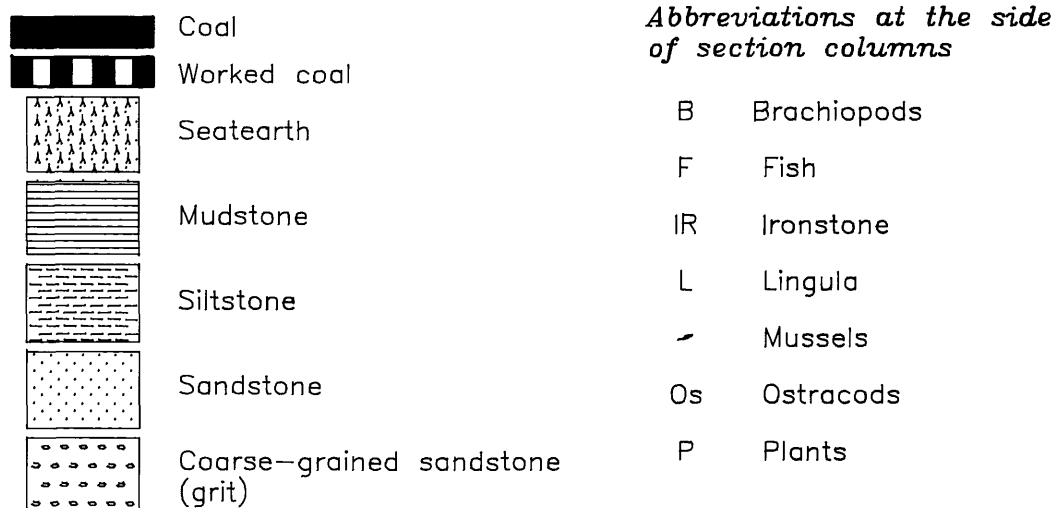 Coal
Worked coal
Seatearth
Mudstone
Siltstone
Sandstone
Coarse-grained sandstone
(grit)
Abbreviations at the side
of section columns
B Brachiopods
F Fish
IR Ironstone
L Lingula
Mussels
Os Ostracods
P Plants